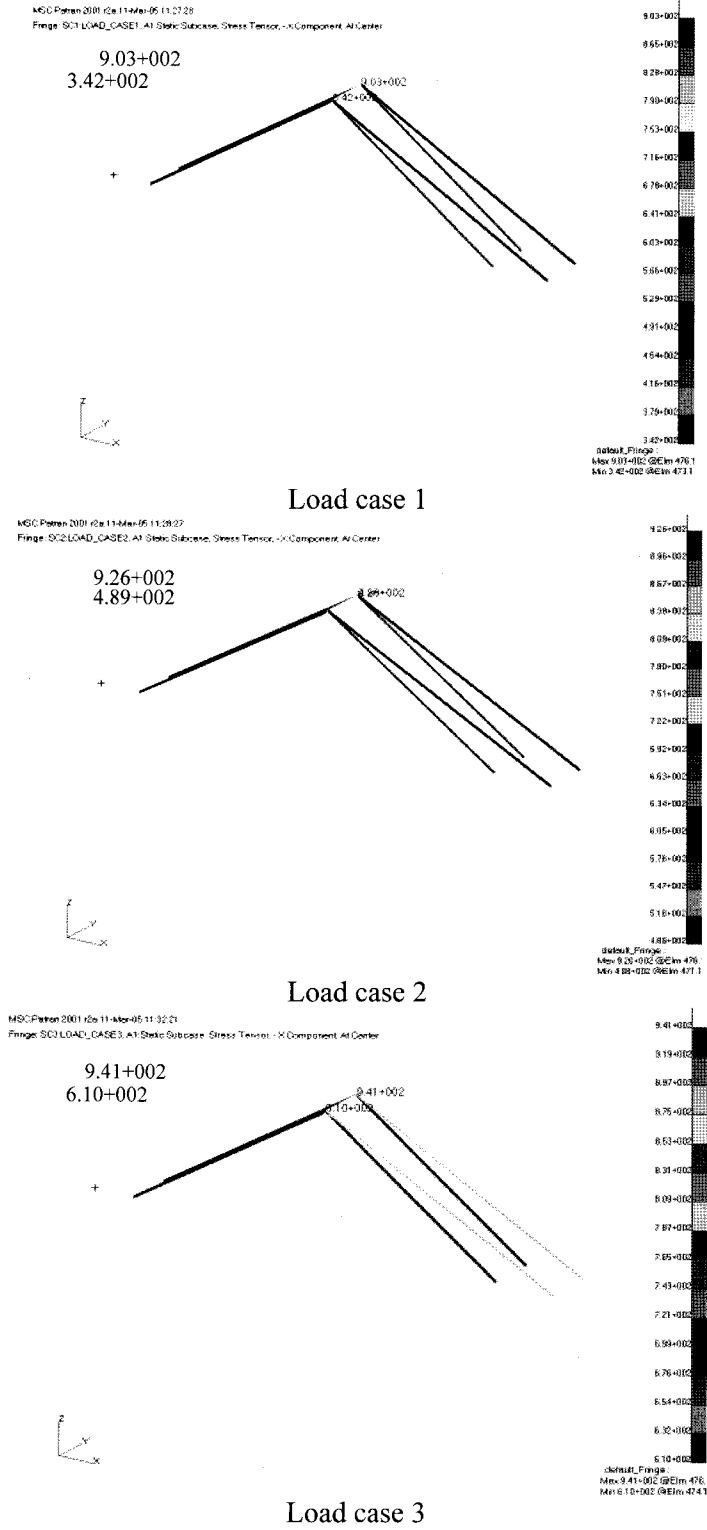 MSC.Patran 2001 r2a 11-Mar-05 11:27:28
Fringe: SC1:LOAD_CASE1, A1:Static Subcase, Stress Tensor, -X Component, At Center
9.03+002
3.42+002
9.03+002
3.42+002
9.03+002
8.65+002
8.28+002
7.90+002
7.53+002
7.16+002
6.78+002
6.41+002
6.03+002
5.66+002
5.29+002
4.91+002
4.54+002
4.16+002
3.79+002
3.42+002
default_Fringe :
Max 9.03+002 @Elm 476.1
Min 3.42+002 @Elm 473.1
Z
Y
X
Load case 1
MSC.Patran 2001 r2a 11-Mar-05 11:28:27
Fringe: SC2:LOAD_CASE2, A1:Static Subcase, Stress Tensor, -X Component, At Center
9.26+002
4.89+002
9.26+002
8.96+002
8.67+002
8.38+002
8.09+002
7.80+002
7.51+002
7.22+002
6.92+002
6.63+002
6.34+002
6.05+002
5.76+002
5.47+002
5.18+002
4.88+002
default_Fringe :
Max 9.26+002 @Elm 476.
Min 4.88+002 @Elm 477.1
Z
Y
X
Load case 2
MSC.Patran 2001 r2a 11-Mar-05 11:32:21
Fringe: SC3:LOAD_CASE3, A1:Static Subcase, Stress Tensor, -X Component, At Center
9.41+002
6.10+002
9.41+002
6.10+002
9.41+002
9.19+002
8.97+002
8.75+002
8.53+002
8.31+002
8.09+002
7.87+002
7.65+002
7.43+002
7.21+002
6.99+002
6.76+002
6.54+002
6.32+002
6.10+002
default_Fringe :
Max 9.41+002 @Elm 476.
Min 6.10+002 @Elm 474.1
Z
Y
X
Load case 3